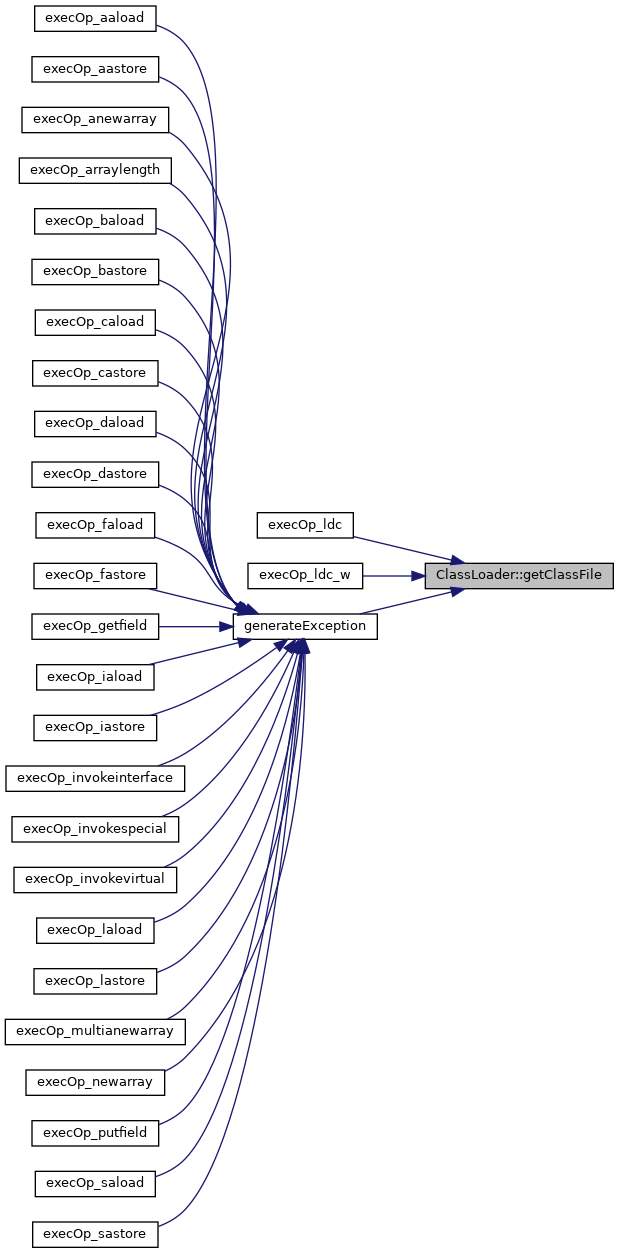 execOp_aaload
execOp_aastore
execOp_anewarray
execOp_arraylength
execOp_baload
execOp_bastore
execOp_caload
execOp_castore
execOp_daload
execOp_dastore
execOp_faload
execOp_fastore
execOp_getfield
execOp_iaload
execOp_iastore
execOp_invokeinterface
execOp_invokespecial
execOp_invokevirtual
execOp_laload
execOp_lastore
execOp_multianewarray
execOp_newarray
execOp_putfield
execOp_saload
execOp_sastore
execOp_ldc
execOp_ldc_w
generateException
ClassLoader::getClassFile